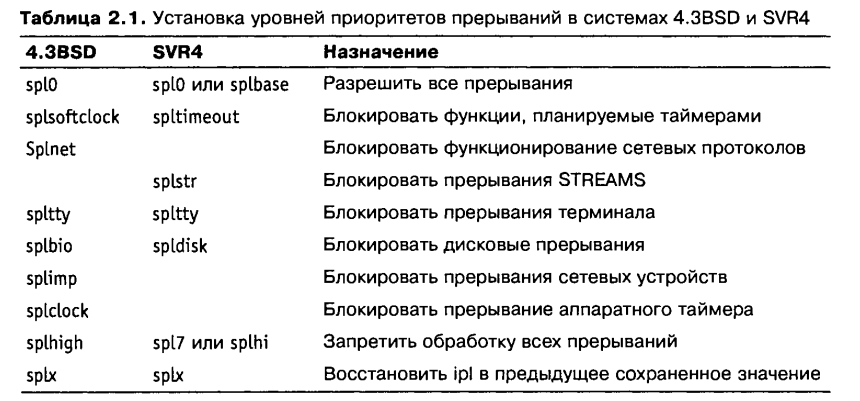 Таблица 2.1. Установка уровней приоритетов прерываний в системах 4.3BSD и SVR4
4.3BSD SVR4 Назначение
spl0 spl0 или splbase Разрешить все прерывания
splsoftclock spltimeout Блокировать функции, планируемые таймерами
Splnet Блокировать функционирование сетевых протоколов
splstr Блокировать прерывания STREAMS
spltty spltty Блокировать прерывания терминала
splbio spldisk Блокировать дисковые прерывания
splimp Блокировать прерывания сетевых устройств
splclock Блокировать прерывание аппаратного таймера
splhigh spl7 или splhi Запретить обработку всех прерываний
splx splx Восстановить ipl в предыдущее сохраненное значение